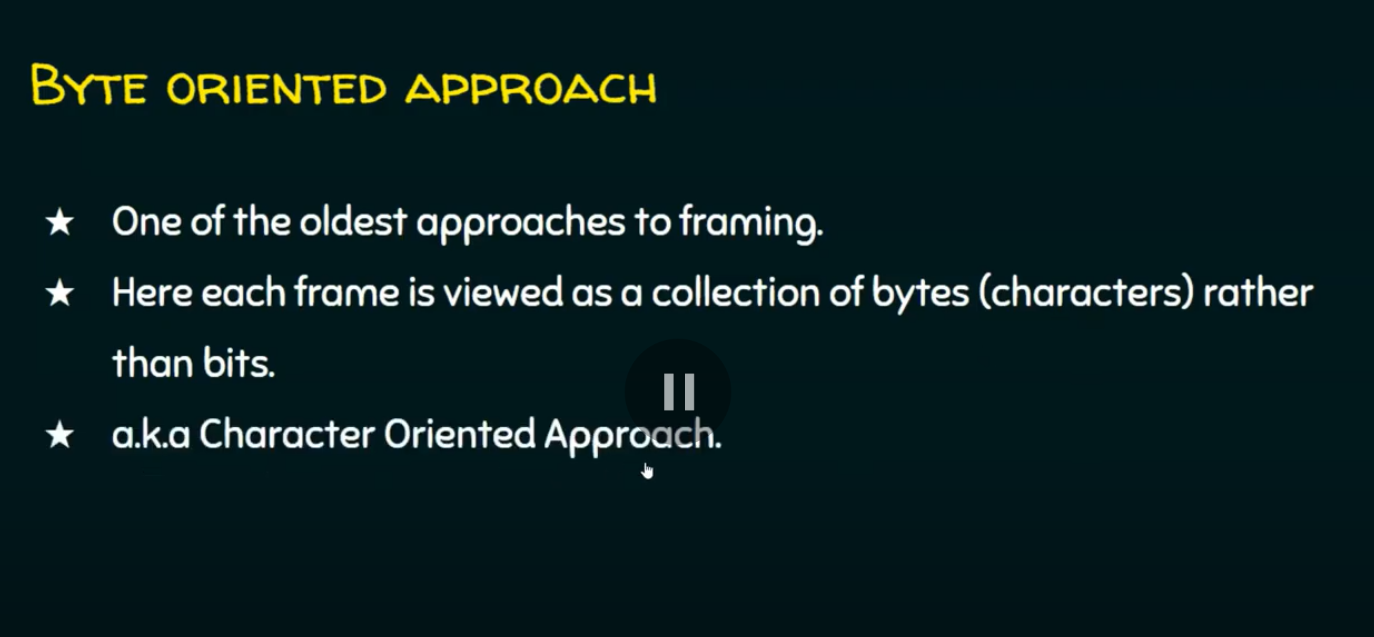 BYTE ORIENTED APPROACH
★ One of the oldest approaches to framing.
★ Here each frame is viewed as a collection of bytes (characters) rather
than bits.
★ a.k.a Character Oriented Approach.